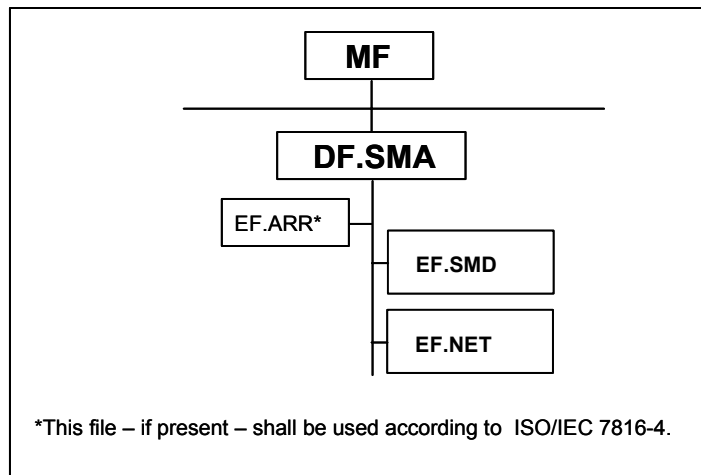 MF
DF.SMA
EF.ARR*
EF.SMD
EF.NET
*This file – if present – shall be used according to ISO/IEC 7816-4.